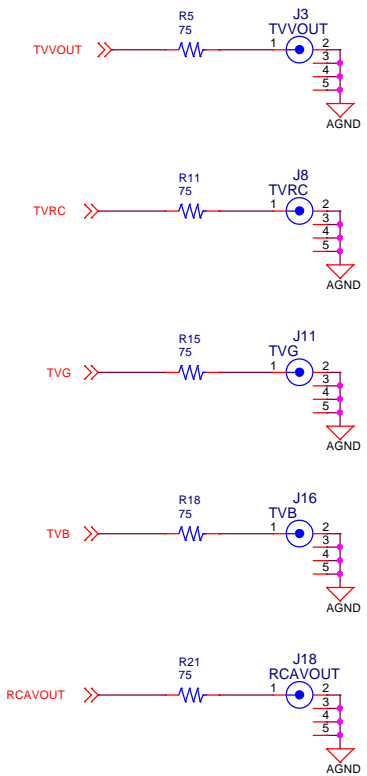 R5
75
J3
TVVOUT
TVVOUT
1
2
3
4
5
AGND
R11
75
J8
TVRC
TVRC
1
2
3
4
5
AGND
R15
75
J11
TVG
TVG
1
2
3
4
5
AGND
R18
75
J16
TVB
TVB
1
2
3
4
5
AGND
R21
75
J18
RCAVOUT
RCAVOUT
1
2
3
4
5
AGND